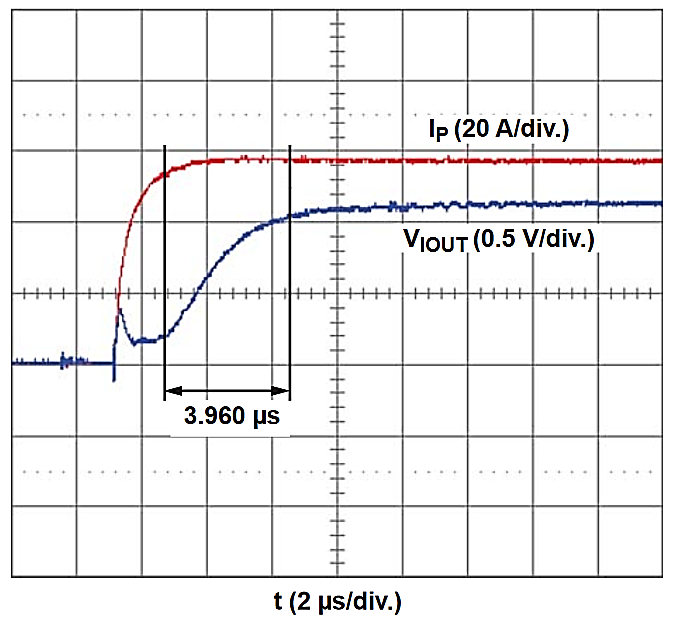 IP (20 A/div.)
VIOUT (0.5 V/div.)
3.960 µs
t (2 µs/div.)